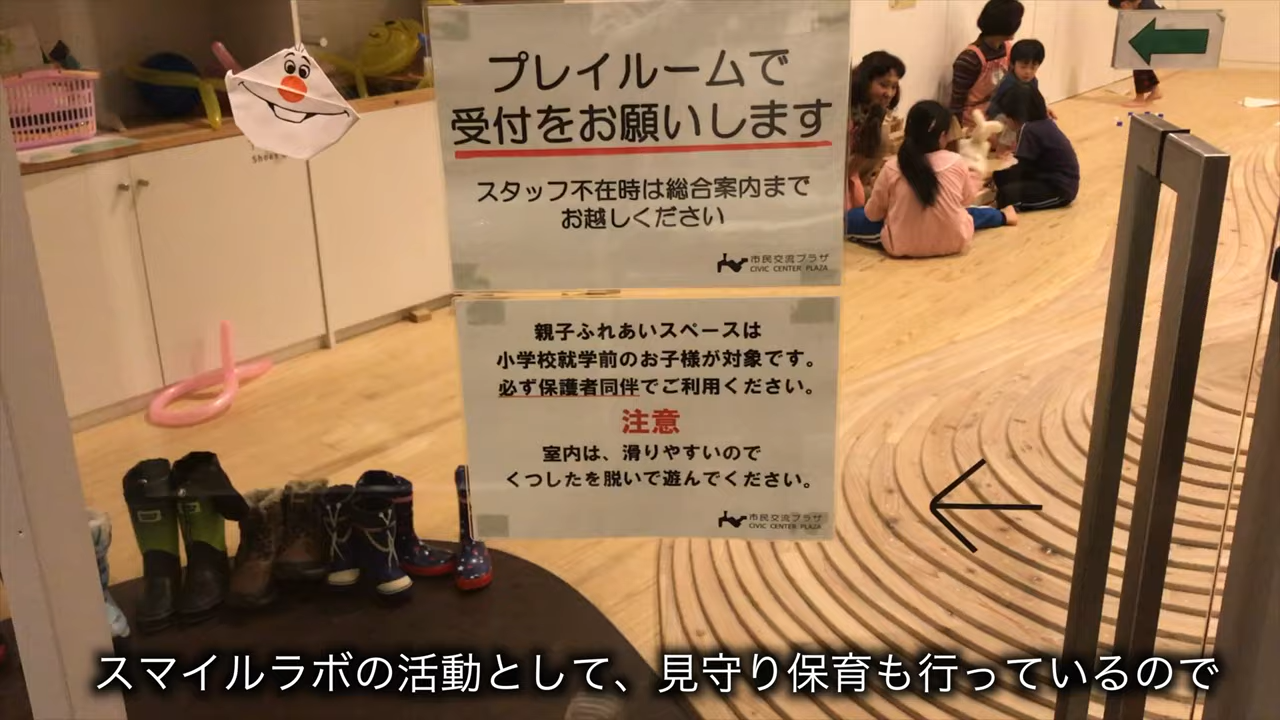 プレイルームで
受付をお願いします
スタッフ不在時は総合案内まで
お越しください
市民交流プラザ
CIVIC CENTER PLAZA
親子ふれあいスペースは
小学校就学前のお子様が対象です。
必ず保護者同伴でご利用ください。
注意
室内は、滑りやすいので
くつしたを脱いで遊んでください。
市民交流プラザ
CIVIC CENTER PLAZA
スマイルラボの活動として、見守り保育も行っているので